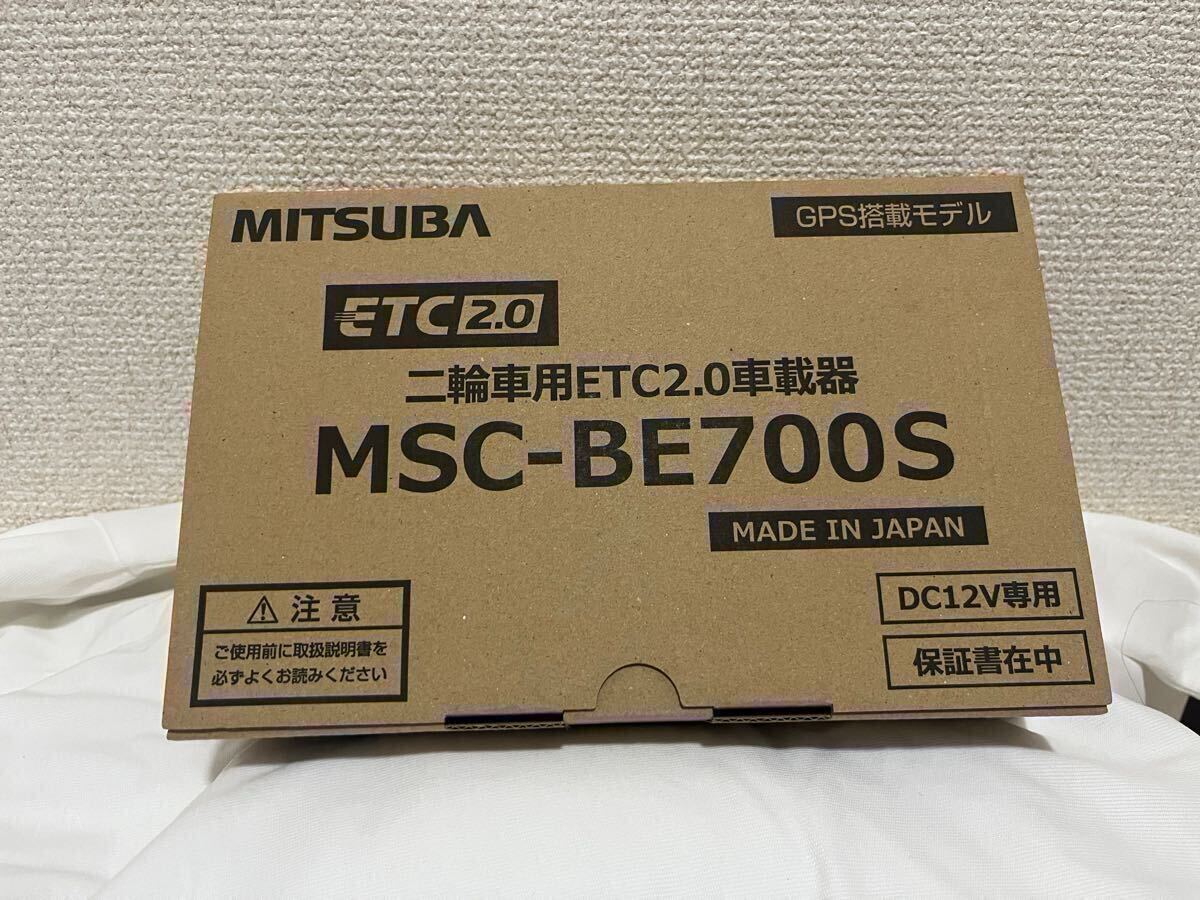 MITSUBA
GPS搭載モデル
ETC2.0
二輪車用ETC2.0車載器
MSC-BE700S
MADE IN JAPAN
⚠注意
ご使用前に取扱説明書を
必ずよくお読みください
DC12V専用
保証書在中